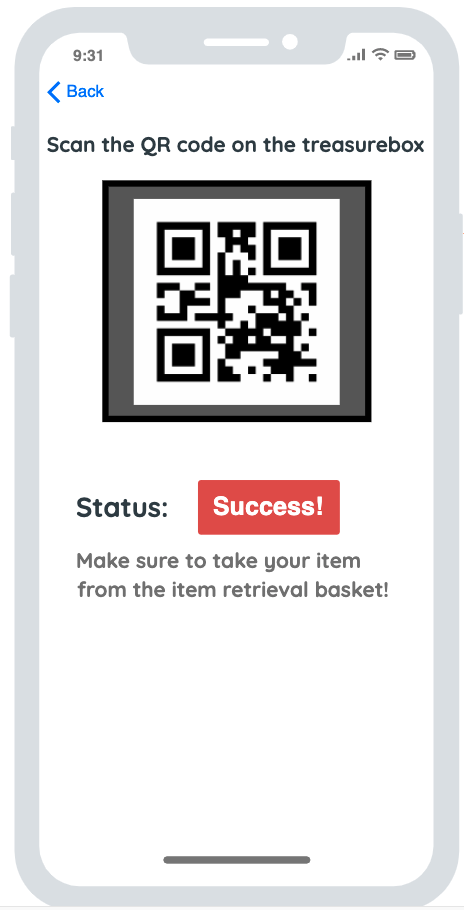 9:31
Back
Scan the QR code on the treasurebox
Status: Success!
Make sure to take your item
from the item retrieval basket!